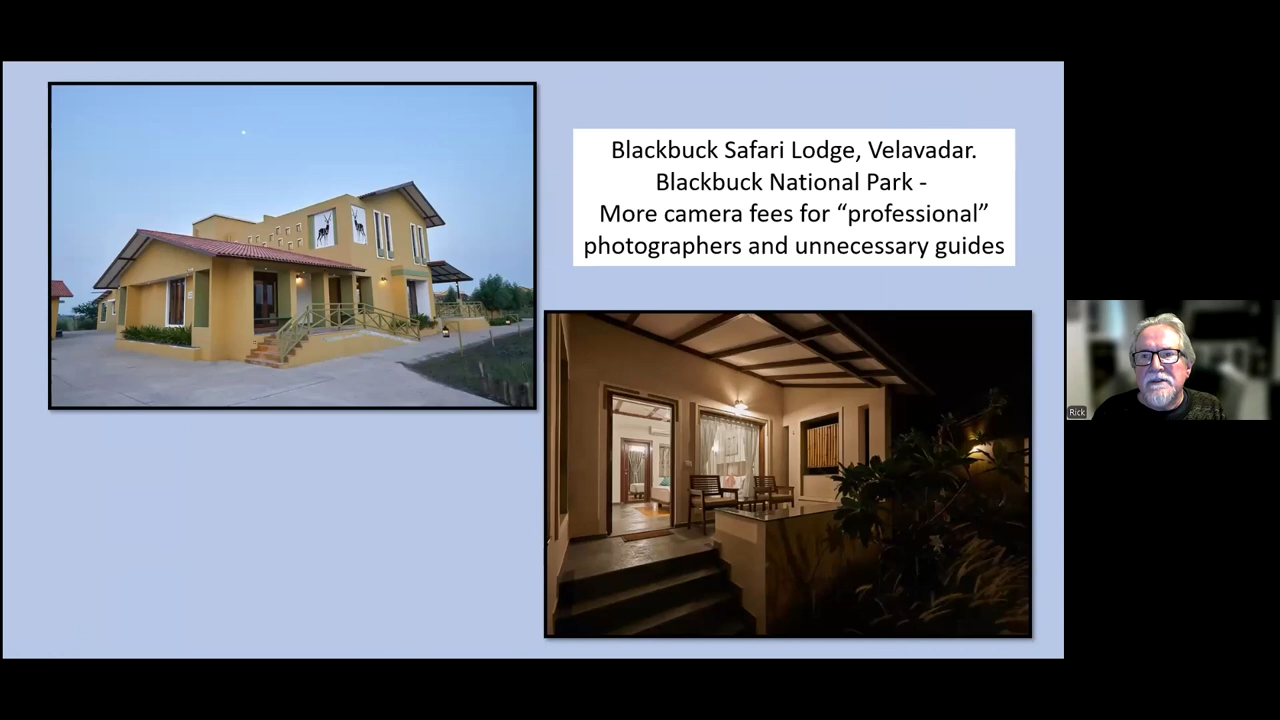 Blackbuck Safari Lodge, Velavadar.
Blackbuck National Park -
More camera fees for “professional”
photographers and unnecessary guides
Rick